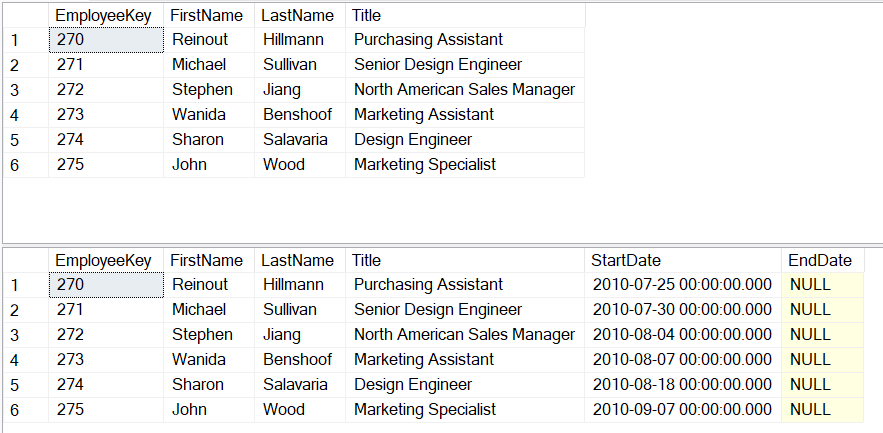 EmployeeKey FirstName LastName Title
1 270 Reinout Hillmann Purchasing Assistant
2 271 Michael Sullivan Senior Design Engineer
3 272 Stephen Jiang North American Sales Manager
4 273 Wanida Benshoof Marketing Assistant
5 274 Sharon Salavaria Design Engineer
6 275 John Wood Marketing Specialist
EmployeeKey FirstName LastName Title StartDate EndDate
1 270 Reinout Hillmann Purchasing Assistant 2010-07-25 00:00:00.000 NULL
2 271 Michael Sullivan Senior Design Engineer 2010-07-30 00:00:00.000 NULL
3 272 Stephen Jiang North American Sales Manager 2010-08-04 00:00:00.000 NULL
4 273 Wanida Benshoof Marketing Assistant 2010-08-07 00:00:00.000 NULL
5 274 Sharon Salavaria Design Engineer 2010-08-18 00:00:00.000 NULL
6 275 John Wood Marketing Specialist 2010-09-07 00:00:00.000 NULL